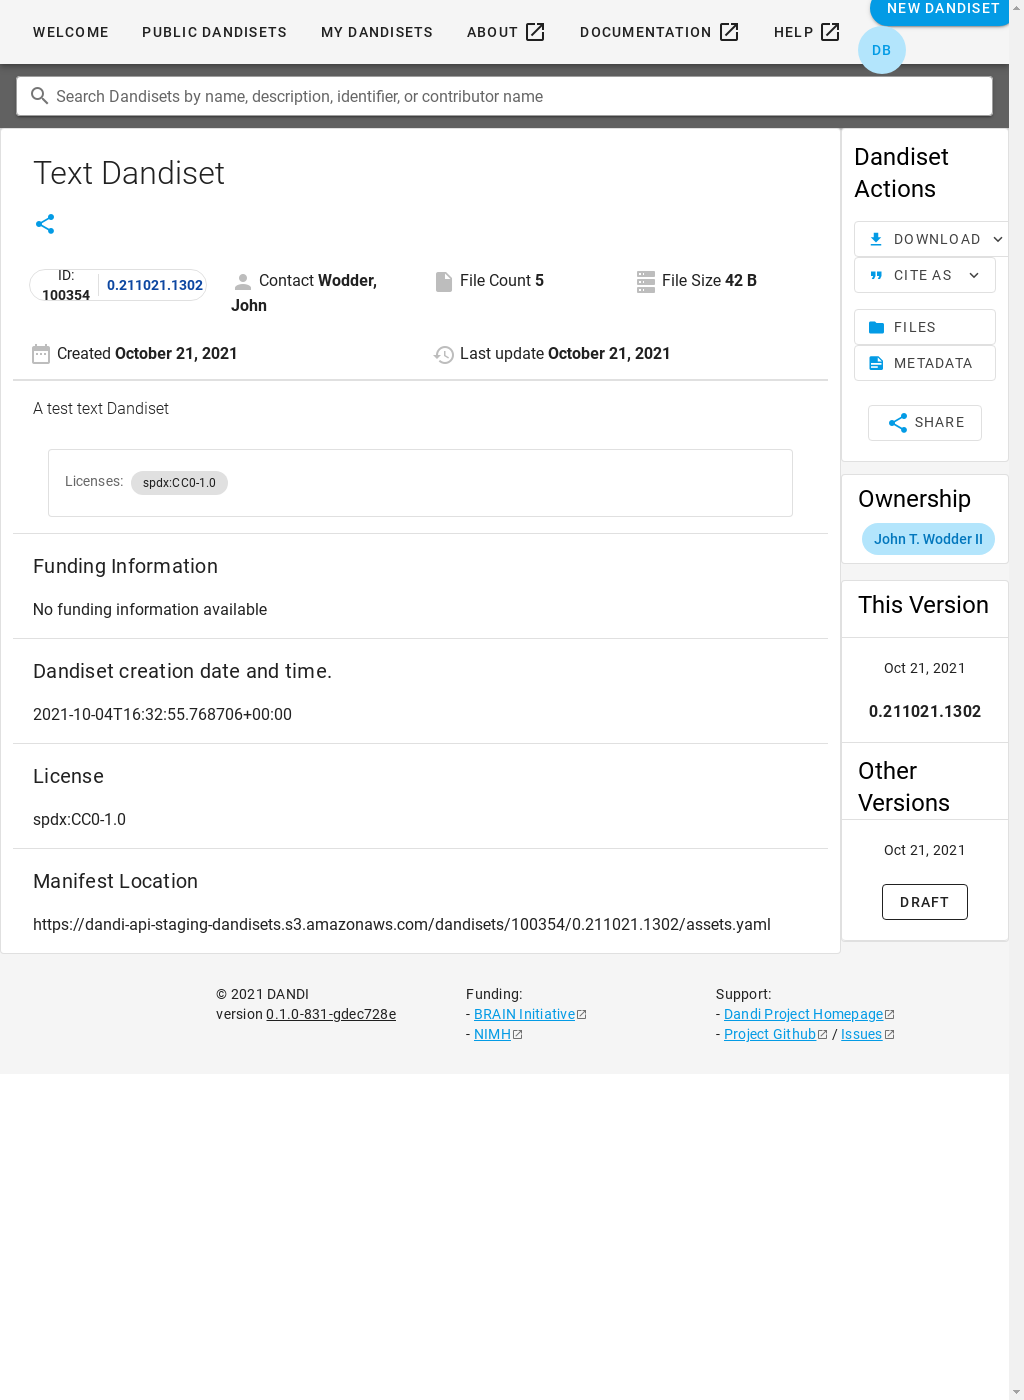 WELCOME
PUBLIC DANDISETS
MY DANDISETS
ABOUT
DOCUMENTATION
HELP
NEW DANDISET
DB
Search Dandisets by name, description, identifier, or contributor name
Text Dandiset
ID:
100354
0.211021.1302
Contact Wodder,
John
File Count 5
File Size 42 B
Created October 21, 2021
Last update October 21, 2021
A test text Dandiset
Licenses: spdx:CC0-1.0
Funding Information
No funding information available
Dandiset creation date and time.
2021-10-04T16:32:55.768706+00:00
License
spdx:CC0-1.0
Manifest Location
https://dandi-api-staging-dandisets.s3.amazonaws.com/dandisets/100354/0.211021.1302/assets.yaml
Dandiset
Actions
DOWNLOAD
CITE AS
FILES
METADATA
SHARE
Ownership
John T. Wodder II
This Version
Oct 21, 2021
0.211021.1302
Other
Versions
Oct 21, 2021
DRAFT
© 2021 DANDI
version 0.1.0-831-gdec728e
Funding:
- BRAIN Initiative
- NIMH
Support:
- Dandi Project Homepage
- Project Github / Issues